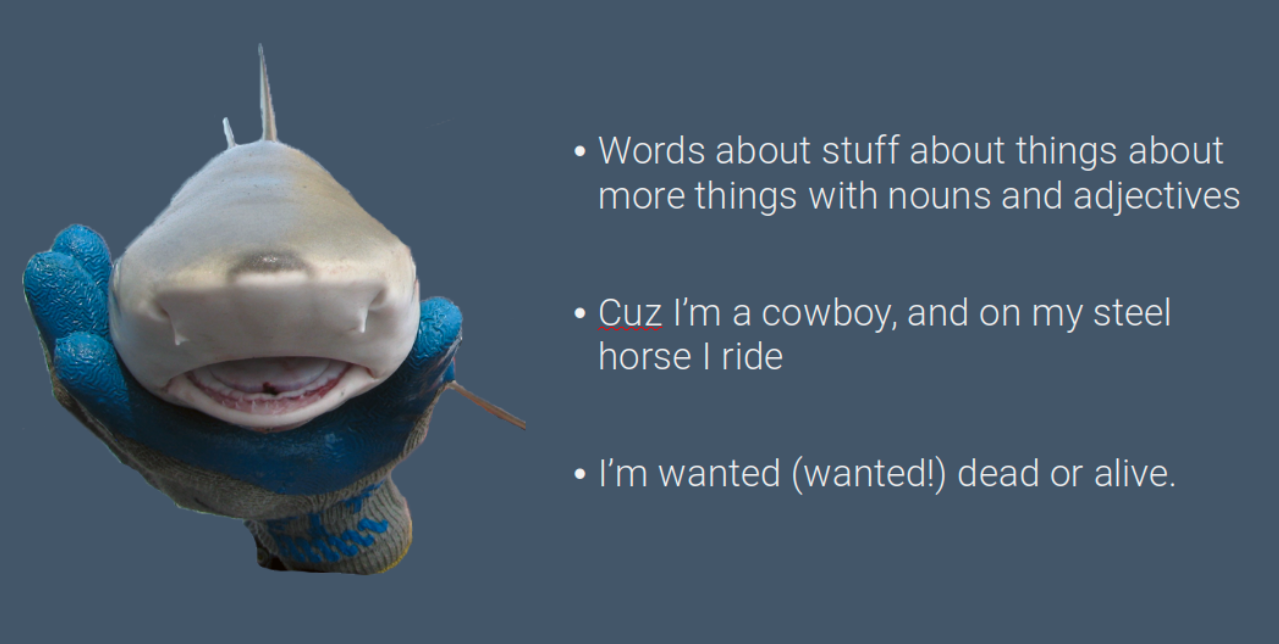 • Words about stuff about things about
more things with nouns and adjectives
• Cuz I’m a cowboy, and on my steel
horse I ride
• I’m wanted (wanted!) dead or alive.